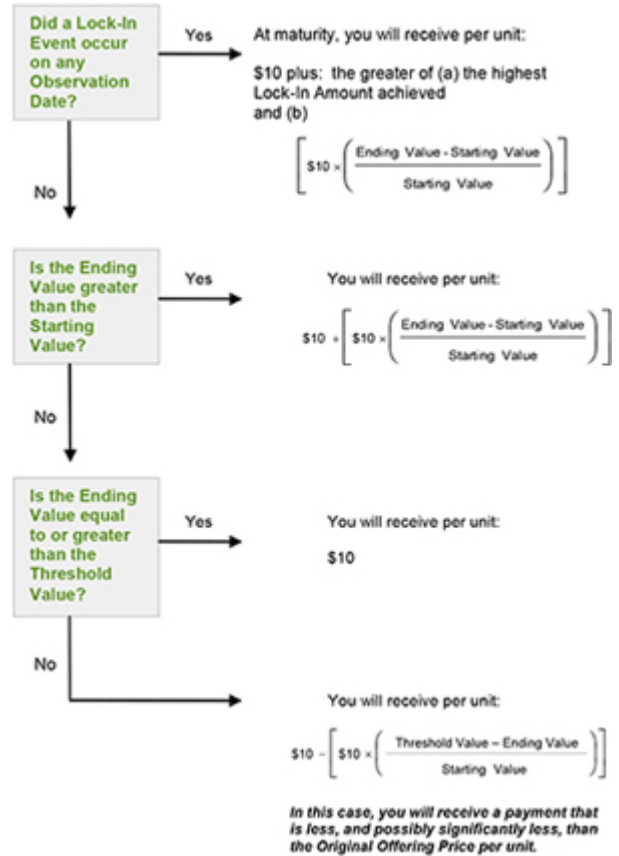 Did a Lock-In
Event occur
on any
Observation
Date?
Yes
At maturity, you will receive per unit:
$10 plus: the greater of (a) the highest
Lock-In Amount achieved
and (b)
[$10 × (Ending Value - Starting Value / Starting Value)]
No
Is the Ending
Value greater
than the
Starting
Value?
Yes
You will receive per unit:
$10 + [$10 × (Ending Value - Starting Value / Starting Value)]
No
Is the Ending
Value equal
to or greater
than the
Threshold
Value?
Yes
You will receive per unit:
$10
No
You will receive per unit:
$10 − [$10 × (Threshold Value – Ending Value / Starting Value)]
In this case, you will receive a payment that
is less, and possibly significantly less, than
the Original Offering Price per unit.